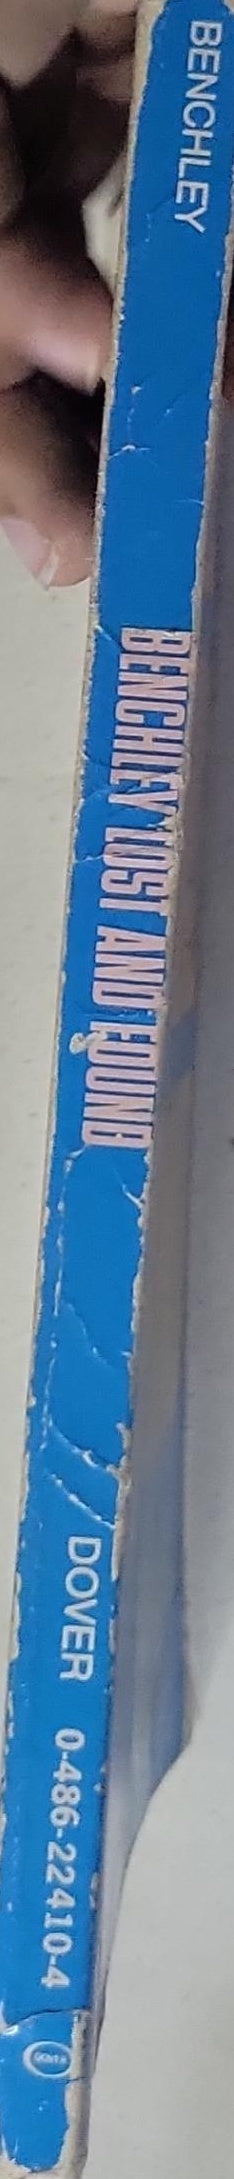 BENCHLEY
BENCHLEY LOST AND FOUND
DOVER
0-486-22410-4